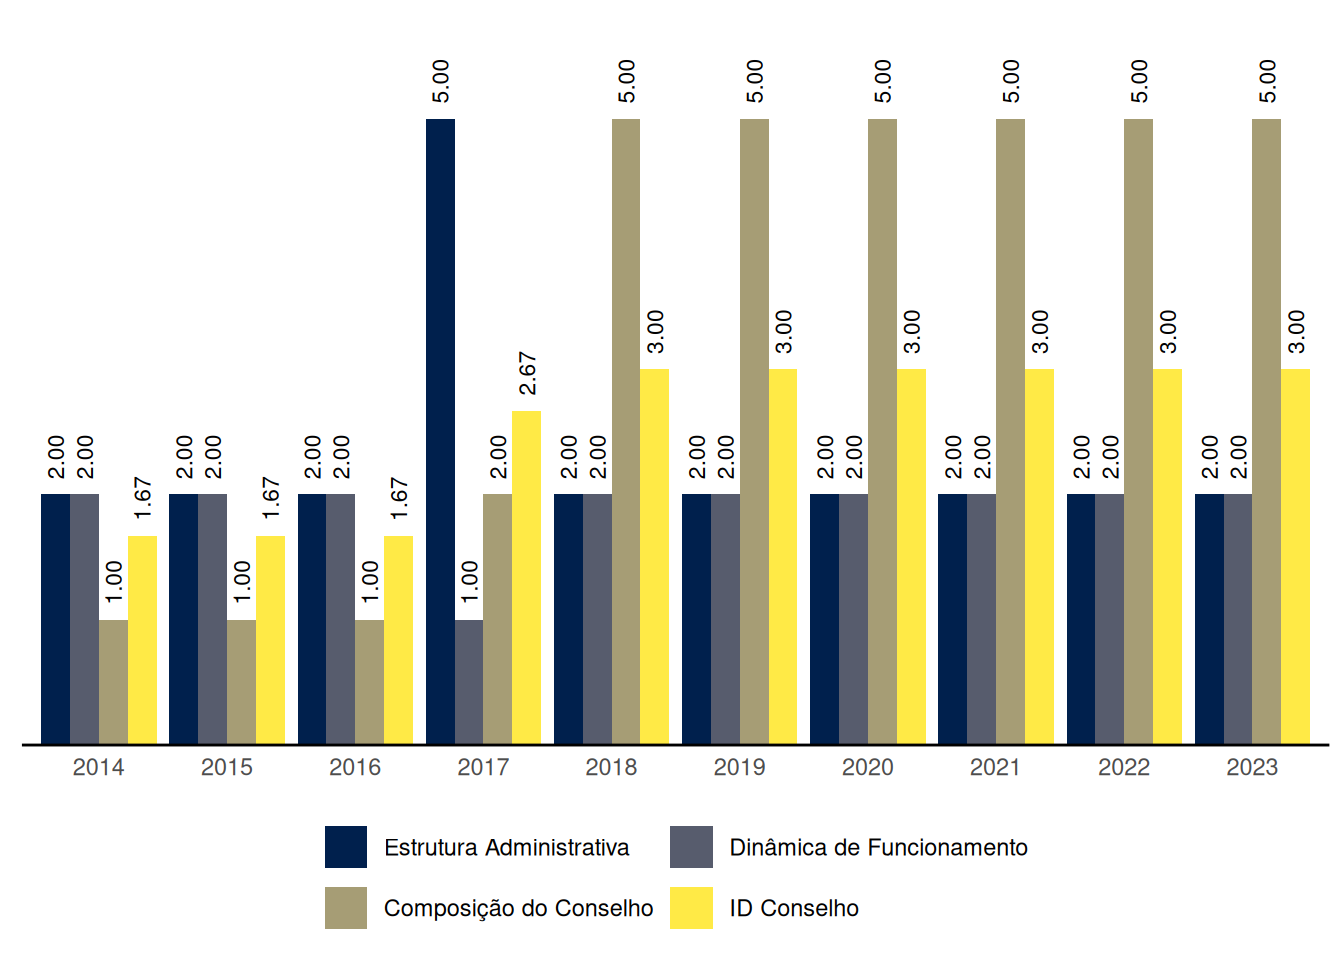 5.00 5.00 5.00 5.00 5.00 5.00 5.00
3.00 3.00 3.00 3.00 3.00 3.00
2.67
2.00 2.00 2.00 2.00 2.00 2.00 2.00 2.00 2.00 2.00 2.00 2.00 2.00 2.00 2.00 2.00 2.00 2.00 2.00
1.67 1.67 1.67
1.00 1.00 1.00 1.00
2014 2015 2016 2017 2018 2019 2020 2021 2022 2023
Estrutura Administrativa Dinâmica de Funcionamento
Composição do Conselho ID Conselho